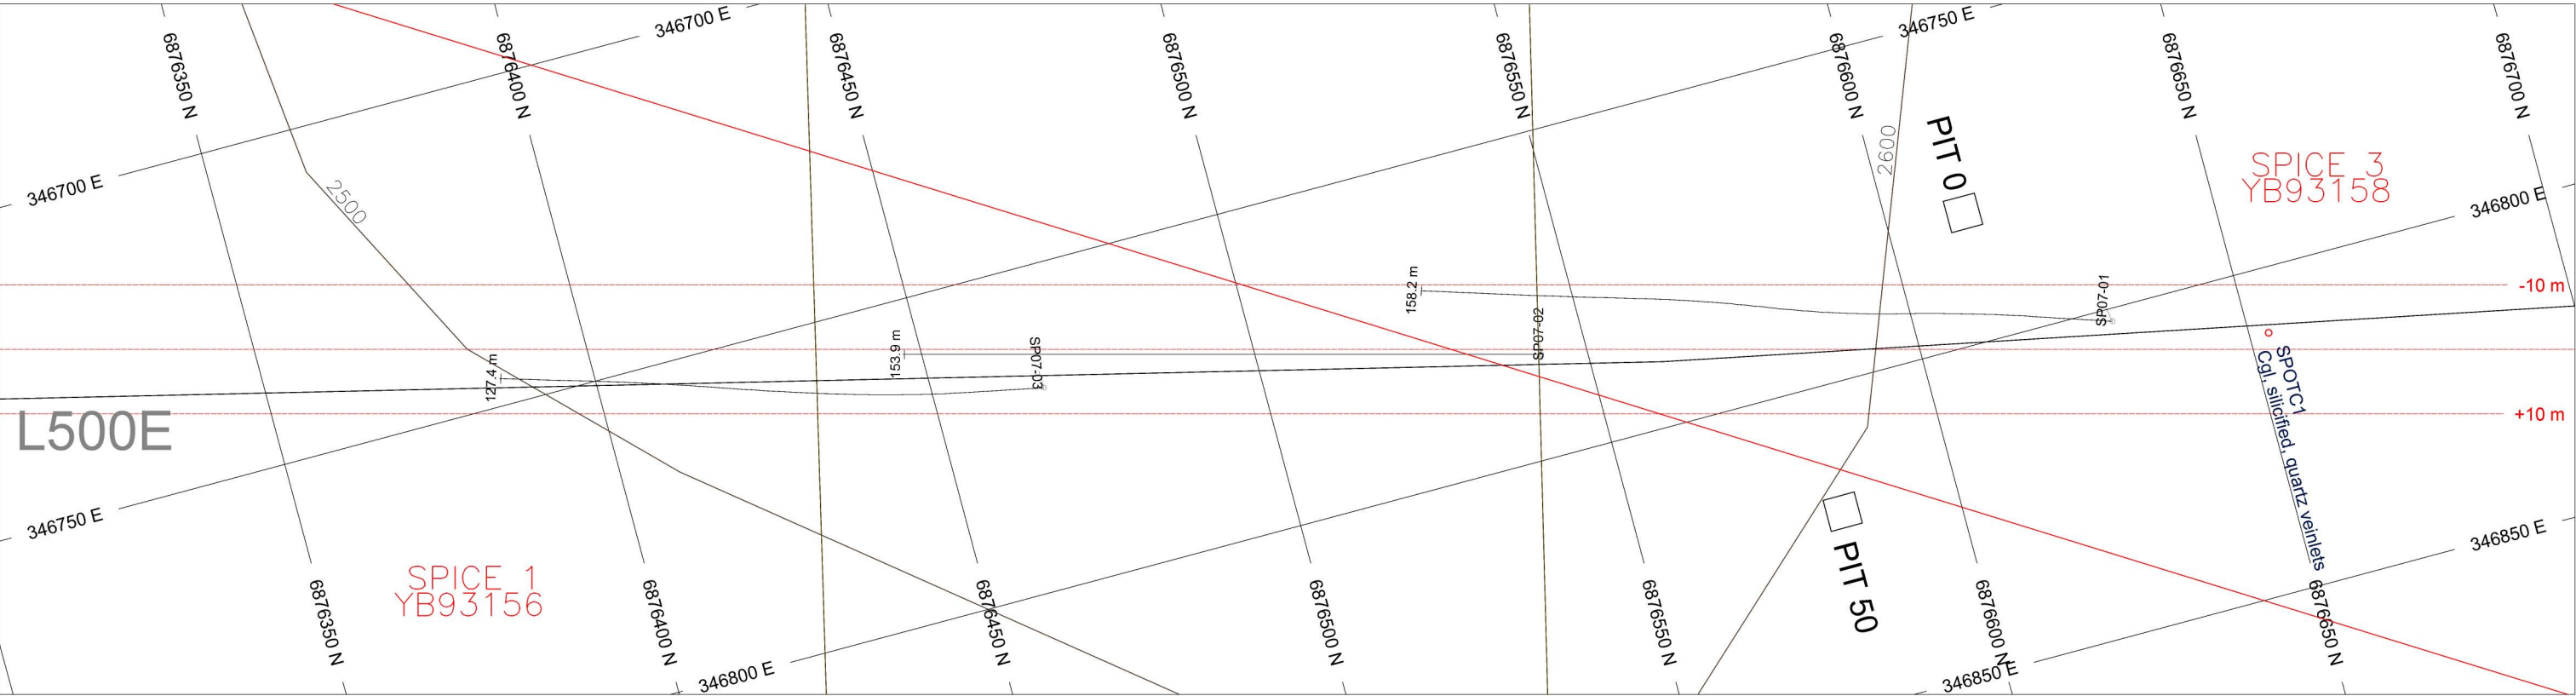 346700 E
346750 E
6876350 N
6876400 N
6876450 N
6876500 N
6876550 N
6876600 N
6876650 N
6876700 N
346700 E
2500
2600
PIT 0
SPICE 3
YB93158
346800 E
-10 m
158.2 m
SP07-01
SP07-02
153.9 m
SP07-03
127.4 m
SPOTC1
Cgl, silicified, quartz veinlets
+10 m
L500E
346750 E
PIT 50
346850 E
SPICE 1
YB93156
6876350 N
6876400 N
6876450 N
6876500 N
6876550 N
6876600 N
6876650 N
346800 E
346850 E